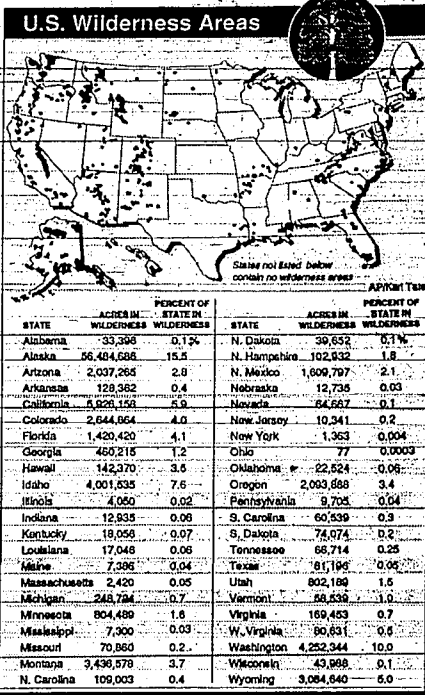 U.S. Wilderness Areas
States not listed below
contain no wilderness areas
AP/Karl Tate
STATE ACRES IN WILDERNESS PERCENT OF STATE IN WILDERNESS
Alabama 33,396 0.1%
Alaska 56,484,686 15.5
Arizona 2,037,265 2.8
Arkansas 128,362 0.4
California 5,926,158 5.9
Colorado 2,644,664 4.0
Florida 1,420,420 4.1
Georgia 460,215 1.2
Hawaii 142,370 3.5
Idaho 4,001,535 7.6
Illinois 4,050 0.02
Indiana 12,935 0.06
Kentucky 18,056 0.07
Louisiana 17,046 0.06
Maine 7,386 0.04
Massachusetts 2,420 0.05
Michigan 248,794 0.7
Minnesota 804,489 1.6
Mississippi 7,300 0.03
Missouri 70,860 0.2
Montana 3,436,578 3.7
N. Carolina 109,003 0.4
STATE ACRES IN WILDERNESS PERCENT OF STATE IN WILDERNESS
N. Dakota 39,652 0.1%
N. Hampshire 102,932 1.8
N. Mexico 1,609,797 2.1
Nebraska 12,735 0.03
Nevada 64,667 0.1
New Jersey 10,341 0.2
New York 1,363 0.004
Ohio 77 0.0003
Oklahoma 22,524 0.06
Oregon 2,093,888 3.4
Pennsylvania 9,705 0.04
S. Carolina 60,539 0.3
S. Dakota 74,074 0.2
Tennessee 66,714 0.25
Texas 81,196 0.05
Utah 802,189 1.5
Vermont 58,539 1.0
Virginia 169,453 0.7
W. Virginia 80,631 0.5
Washington 4,252,344 10.0
Wisconsin 43,988 0.1
Wyoming 3,084,640 5.0